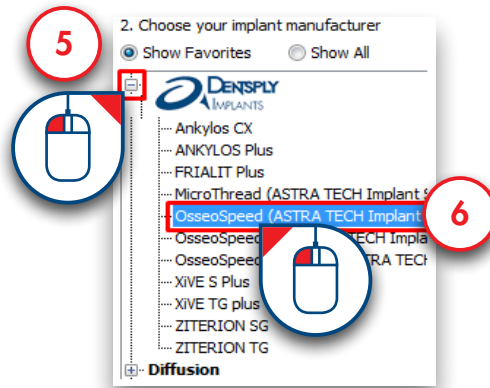 5
2. Choose your implant manufacturer
Show Favorites Show All
DENTSPLY
IMPLANTS
Ankylos CX
ANKYLOS Plus
FRIALIT Plus
MicroThread (ASTRA TECH Implant
OsseoSpeed (ASTRA TECH Implant
6
OsseoSpeed TECH
OsseoSpeed TRA TECH
XiVE S Plus
XiVE TG plus
ZITERION SG
ZITERION TG
Diffusion